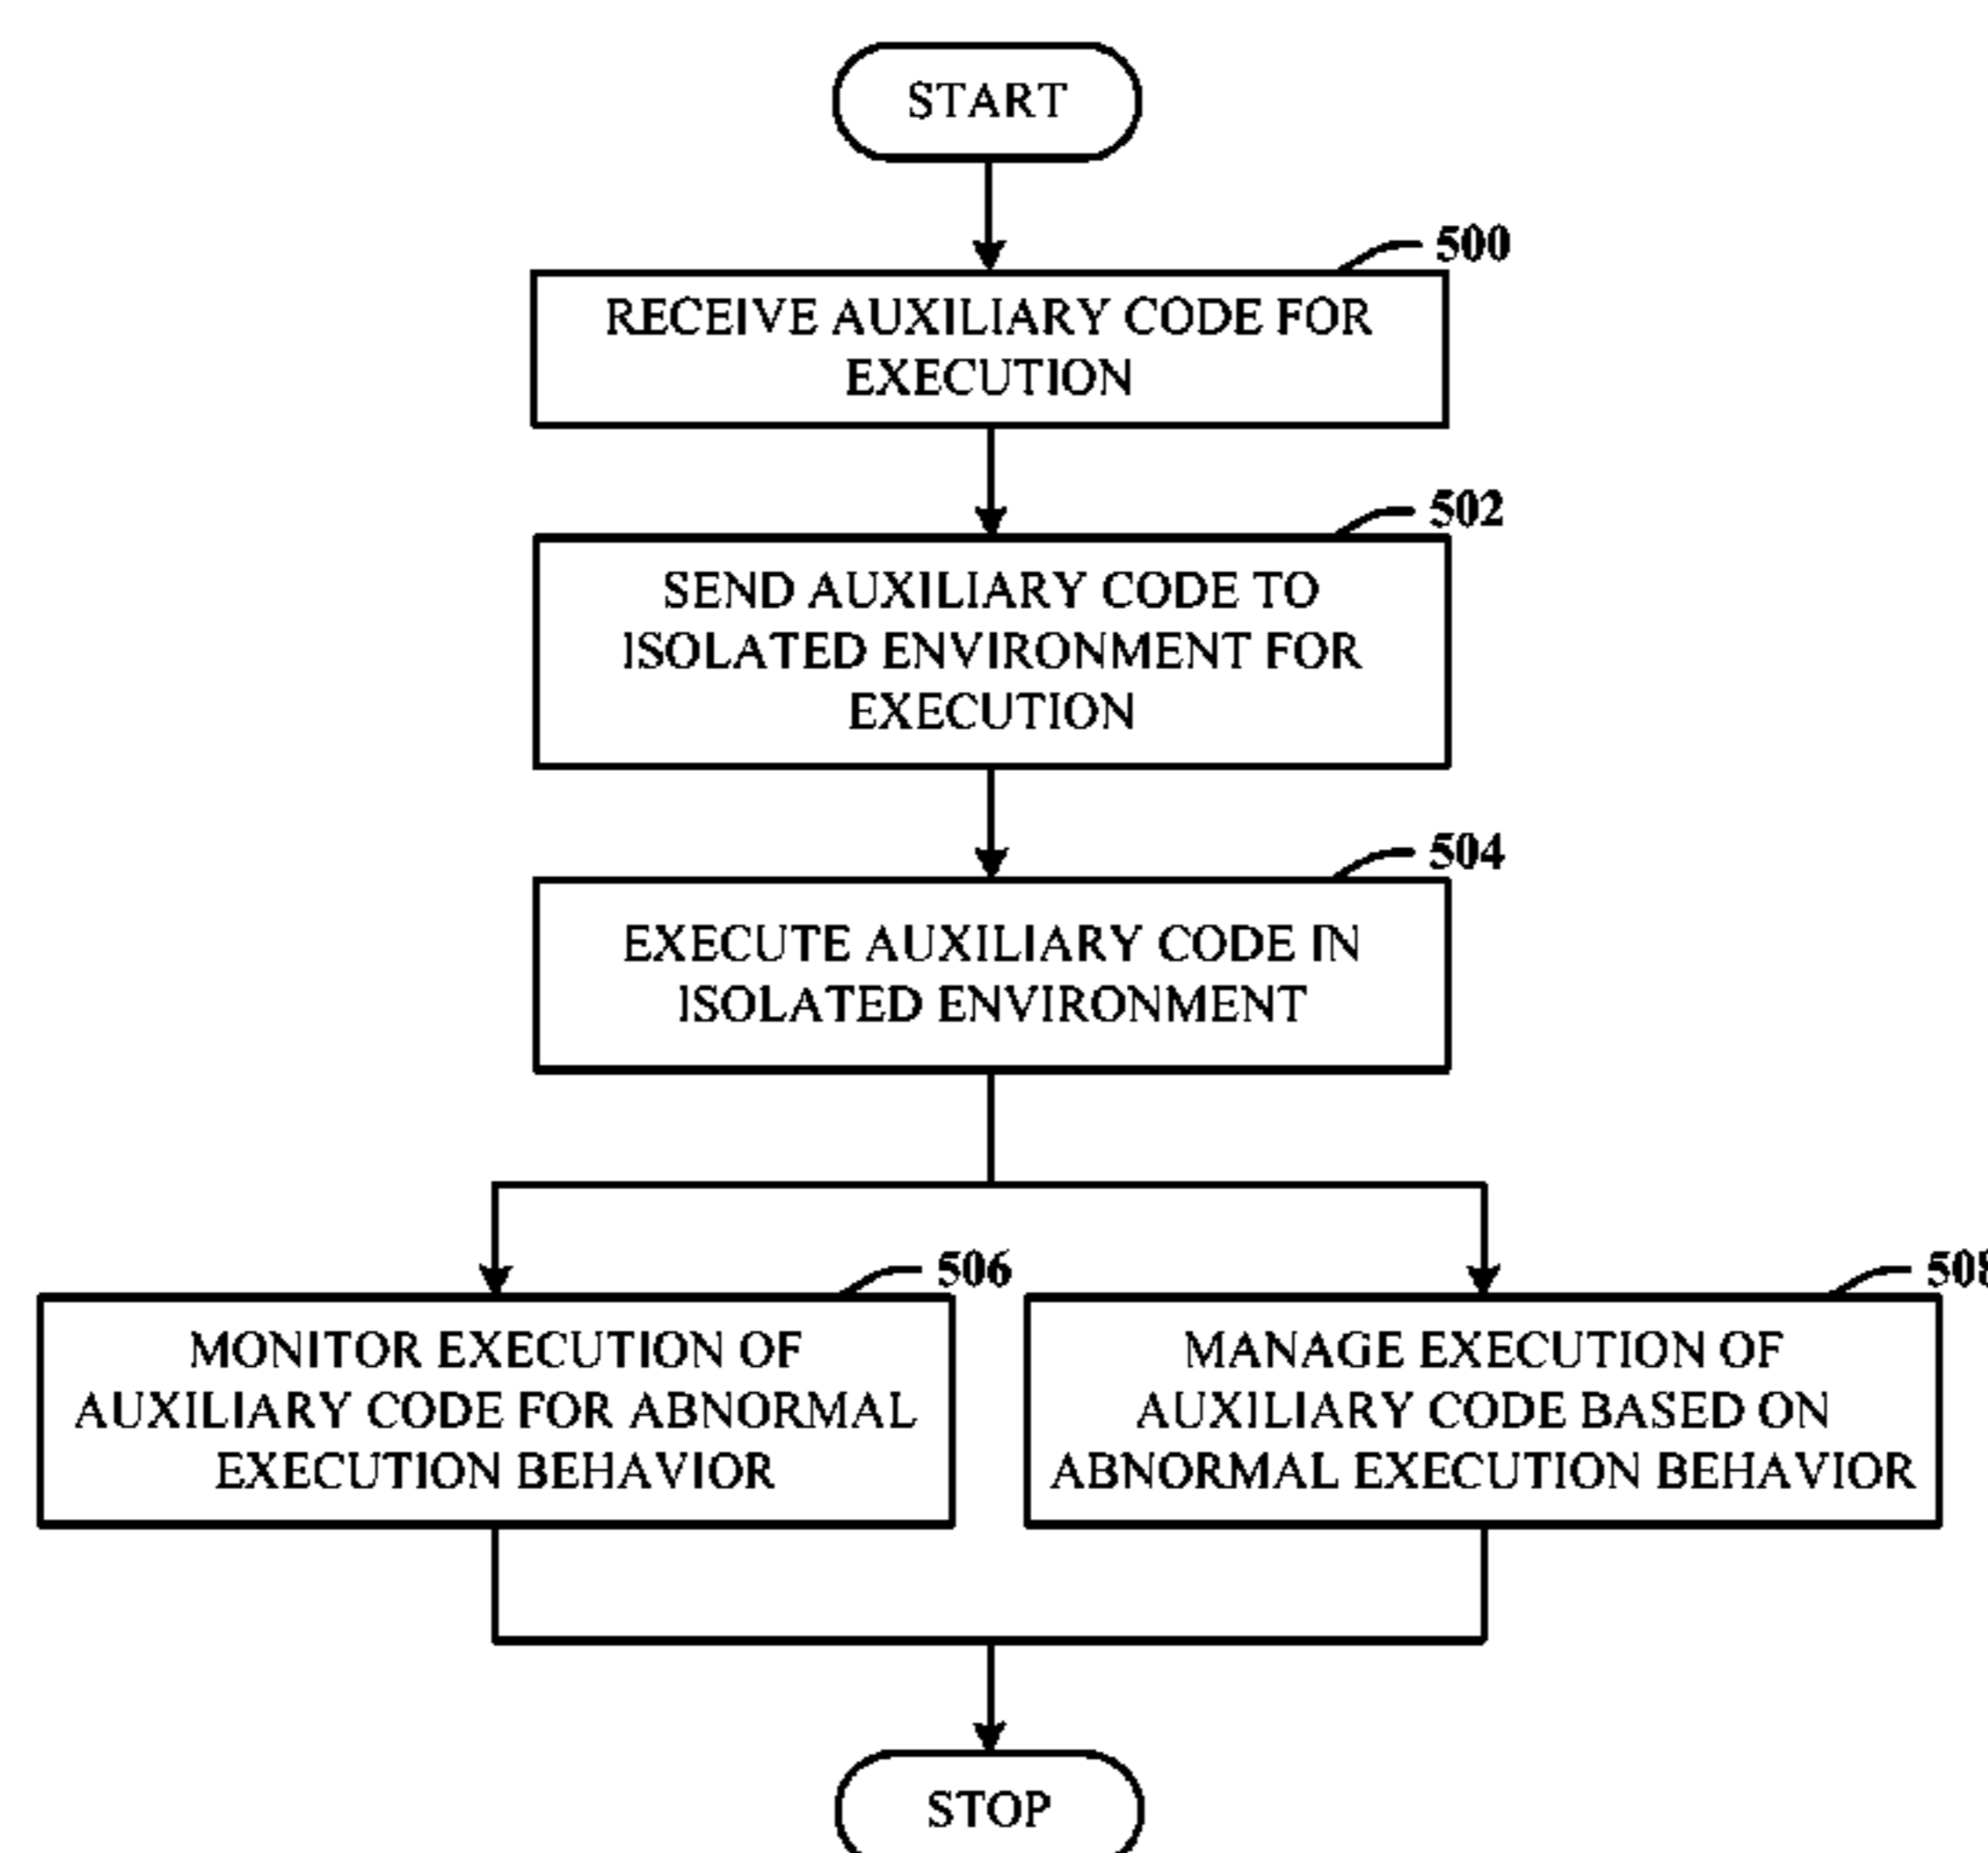 START
500
RECEIVE AUXILIARY CODE FOR
EXECUTION
502
SEND AUXILIARY CODE TO
ISOLATED ENVIRONMENT FOR
EXECUTION
504
EXECUTE AUXILIARY CODE IN
ISOLATED ENVIRONMENT
506
MONITOR EXECUTION OF
AUXILIARY CODE FOR ABNORMAL
EXECUTION BEHAVIOR
508
MANAGE EXECUTION OF
AUXILIARY CODE BASED ON
ABNORMAL EXECUTION BEHAVIOR
STOP